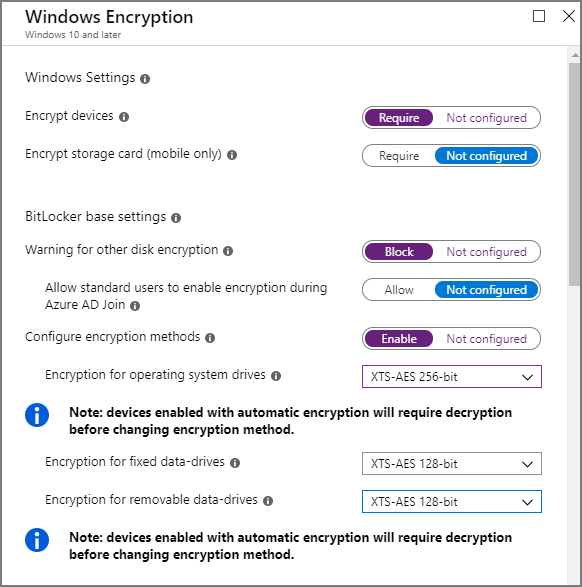 Windows Encryption
Windows 10 and later
Windows Settings
Encrypt devices
Require Not configured
Encrypt storage card (mobile only)
Require Not configured
BitLocker base settings
Warning for other disk encryption
Block Not configured
Allow standard users to enable encryption during
Azure AD Join
Allow Not configured
Configure encryption methods
Enable Not configured
Encryption for operating system drives
XTS-AES 256-bit
Note: devices enabled with automatic encryption will require decryption
before changing encryption method.
Encryption for fixed data-drives
XTS-AES 128-bit
Encryption for removable data-drives
XTS-AES 128-bit
Note: devices enabled with automatic encryption will require decryption
before changing encryption method.